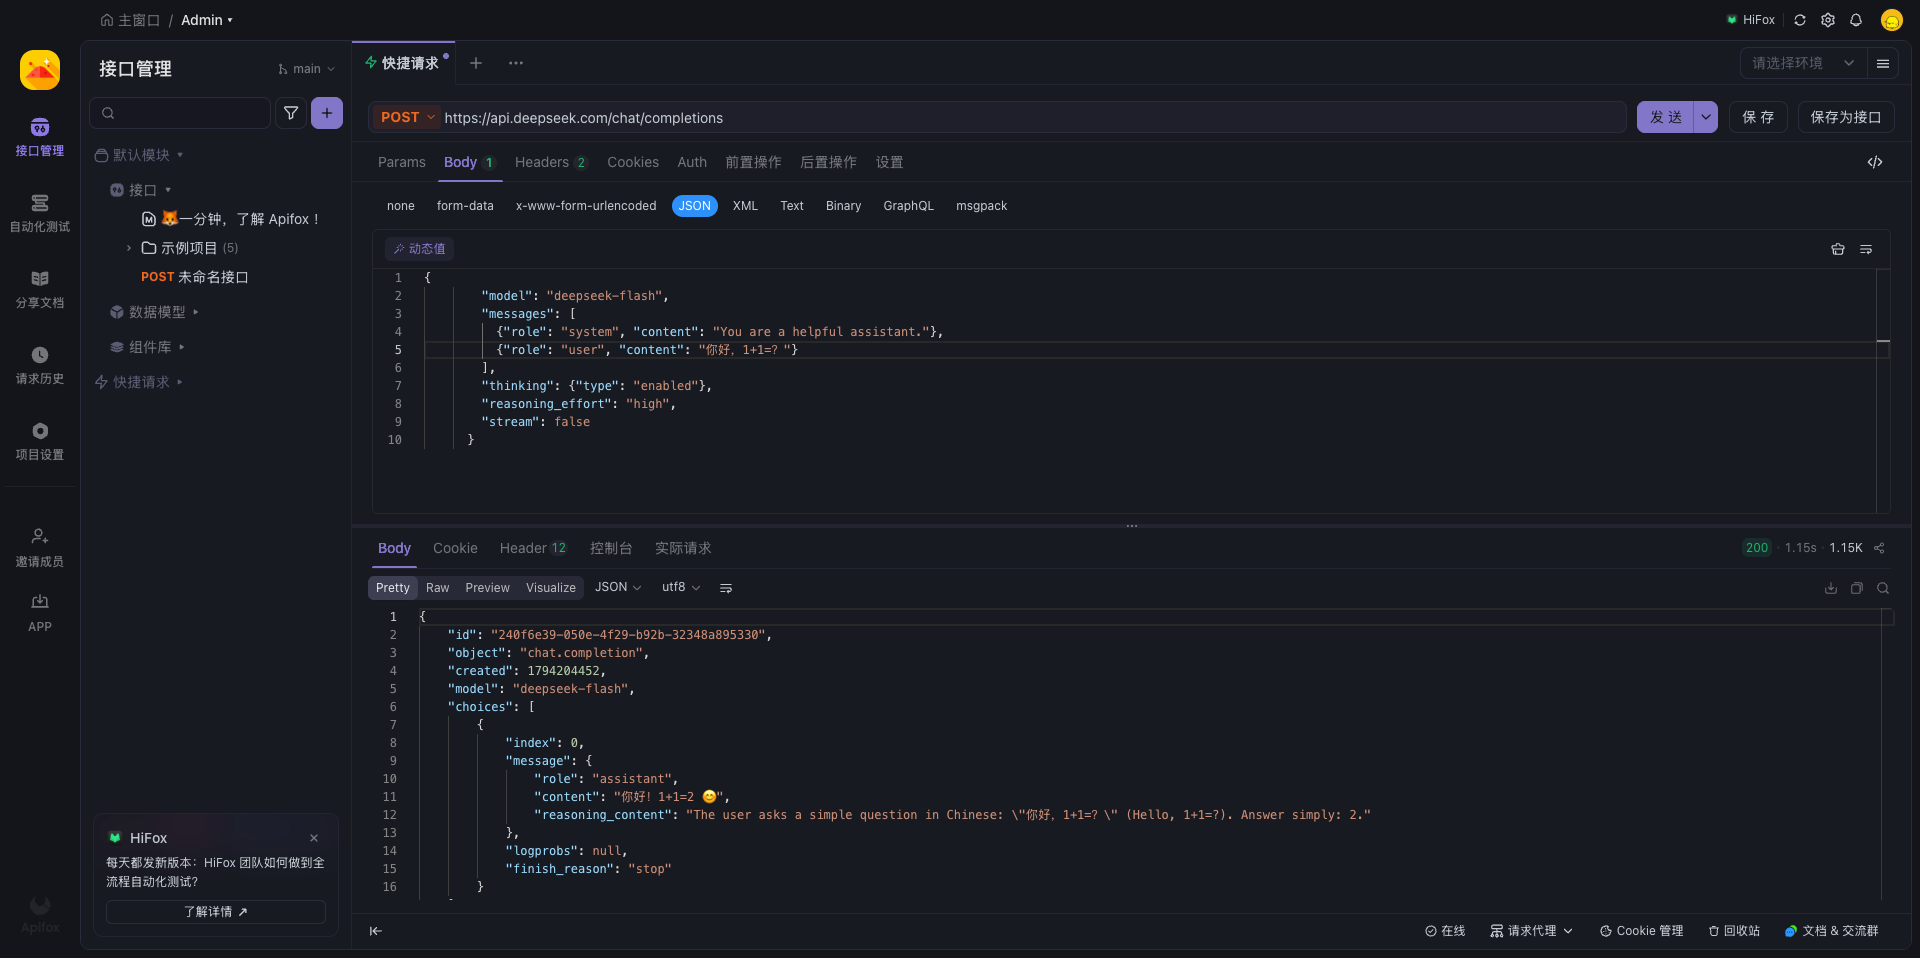 主窗口 / Admin
HiFox
接口管理
自动化测试
分享文档
请求历史
项目设置
邀请成员
APP
Apifox
接口管理
main
默认模块
接口
一分钟，了解 Apifox！
示例项目 (5)
POST 未命名接口
数据模型
组件库
快捷请求
HiFox
每天都发新版本：HiFox 团队如何做到全
流程自动化测试？
了解详情 ↗
快捷请求
请选择环境
POST https://api.deepseek.com/chat/completions
发 送
保 存
保存为接口
Params Body 1 Headers 2 Cookies Auth 前置操作 后置操作 设置
none form-data x-www-form-urlencoded JSON XML Text Binary GraphQL msgpack
动态值
1 {
2 "model": "deepseek-flash",
3 "messages": [
4 {"role": "system", "content": "You are a helpful assistant."},
5 {"role": "user", "content": "你好，1+1=？"}
6 ],
7 "thinking": {"type": "enabled"},
8 "reasoning_effort": "high",
9 "stream": false
10 }
Body Cookie Header 12 控制台 实际请求
200 · 1.15s · 1.15K
Pretty Raw Preview Visualize JSON utf8
1 {
2 "id": "240f6e39-050e-4f29-b92b-32348a895330",
3 "object": "chat.completion",
4 "created": 1794204452,
5 "model": "deepseek-flash",
6 "choices": [
7 {
8 "index": 0,
9 "message": {
10 "role": "assistant",
11 "content": "你好！1+1=2 😊",
12 "reasoning_content": "The user asks a simple question in Chinese: \"你好，1+1=？\" (Hello, 1+1=?). Answer simply: 2."
13 },
14 "logprobs": null,
15 "finish_reason": "stop"
16 }
在线 请求代理 Cookie 管理 回收站 文档 & 交流群